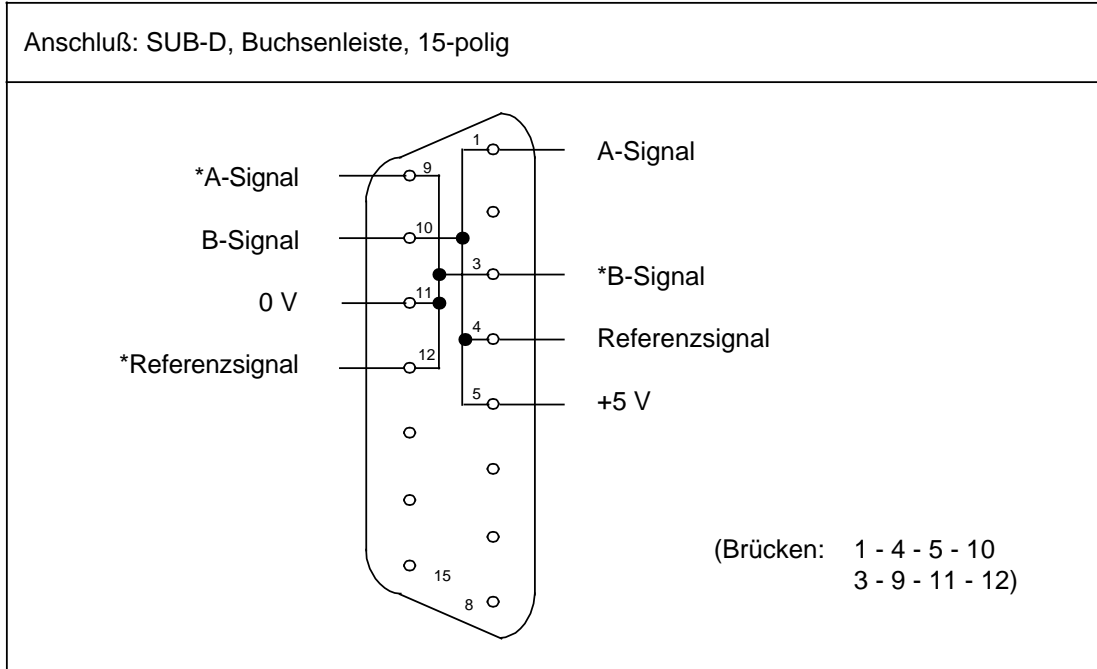 Anschluß: SUB-D, Buchsenleiste, 15-polig
1
A-Signal
*A-Signal
9
B-Signal
10
3
*B-Signal
0 V
11
4
Referenzsignal
*Referenzsignal
12
5
+5 V
15
8
(Brücken: 1 - 4 - 5 - 10
3 - 9 - 11 - 12)